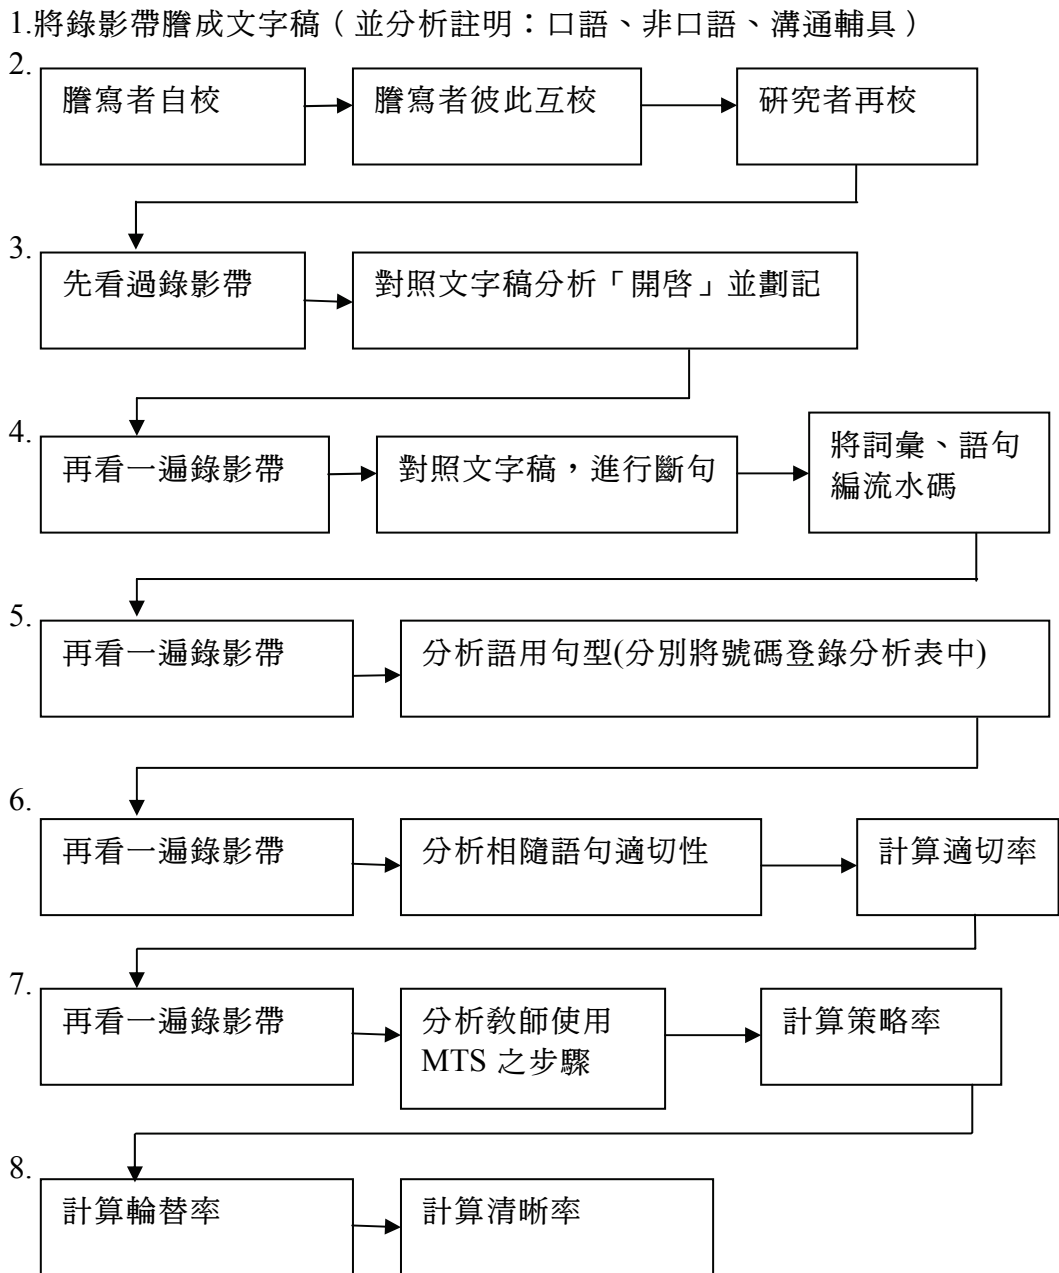 1.將錄影帶謄成文字稿（並分析註明：口語、非口語、溝通輔具）
2.
謄寫者自校
謄寫者彼此互校
研究者再校
3.
先看過錄影帶
對照文字稿分析「開啓」並劃記
4.
再看一遍錄影帶
對照文字稿，進行斷句
將詞彙、語句
編流水碼
5.
再看一遍錄影帶
分析語用句型(分別將號碼登錄分析表中)
6.
再看一遍錄影帶
分析相隨語句適切性
計算適切率
7.
再看一遍錄影帶
分析教師使用
MTS 之步驟
計算策略率
8.
計算輪替率
計算清晰率